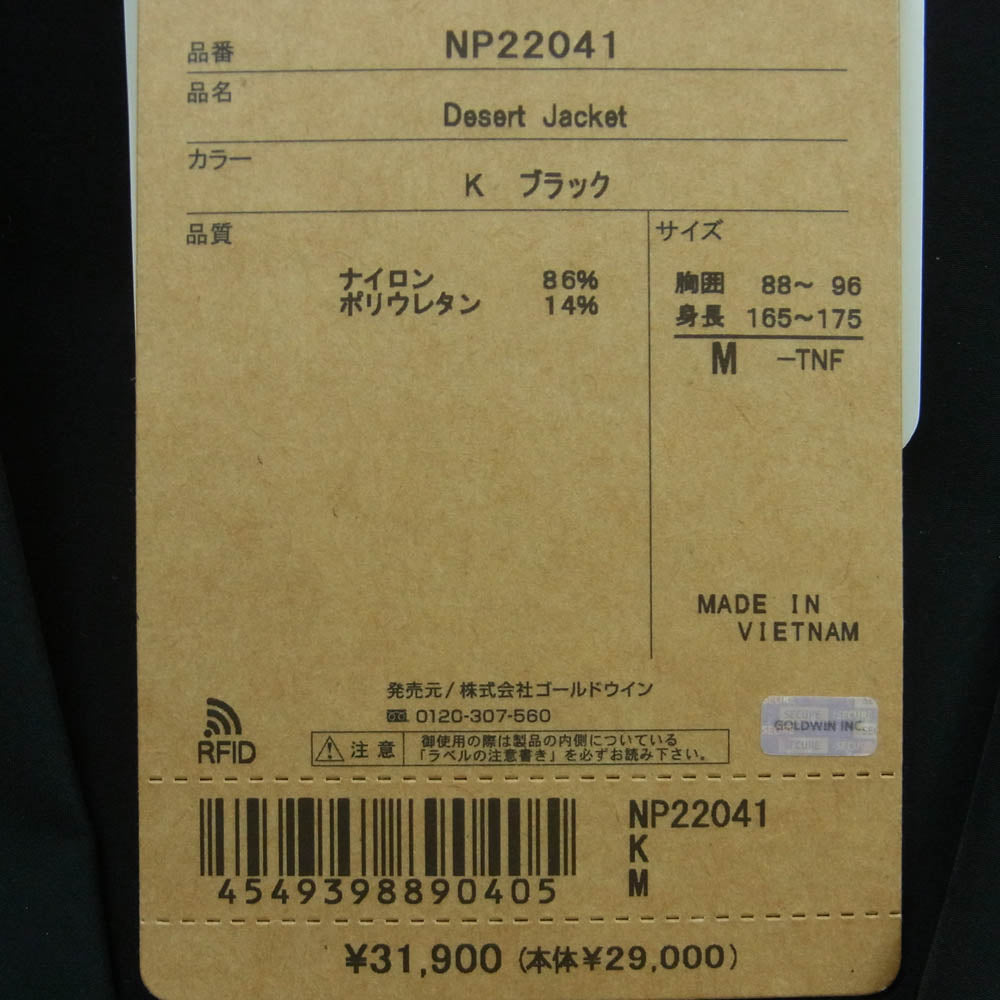 品番 NP22041
品名
Desert Jacket
カラー
K ブラック
品質
サイズ
ナイロン 86%
ポリウレタン 14%
胸囲 88～ 96
身長 165～175
M -TNF
MADE IN
VIETNAM
発売元/株式会社ゴールドウイン
0120-307-560
RFID
注意
御使用の際は製品の内側についている
「ラベルの注意書き」を必ずお読み下さい。
SECURE
GOLDWIN INC.
SECURE
NP22041
K
M
4549398890405
¥31,900 (本体¥29,000)